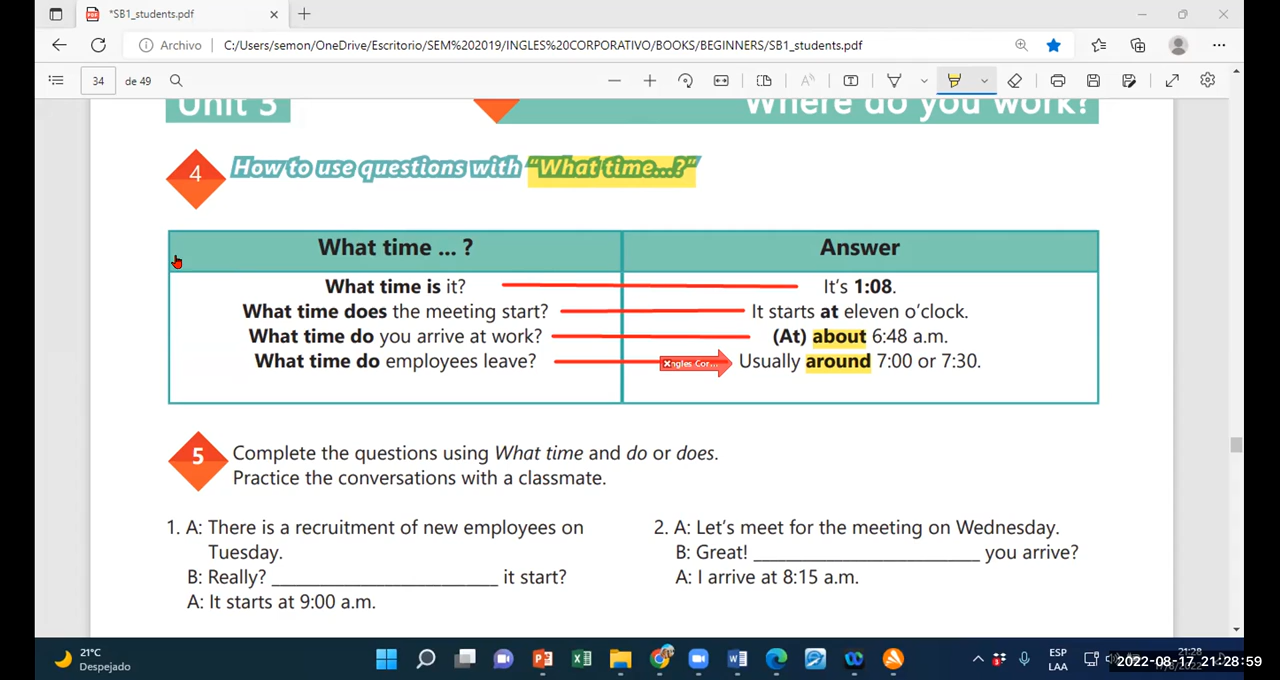 *SB1_students.pdf
Archivo
C:/Users/semon/OneDrive/Escritorio/SEM%202019/INGLES%20CORPORATIVO/BOOKS/BEGINNERS/SB1_students.pdf
34 de 49
Unit 3
Where do you work?
4 How to use questions with "What time...?"
What time ... ? Answer
What time is it? It's 1:08.
What time does the meeting start? It starts at eleven o'clock.
What time do you arrive at work? (At) about 6:48 a.m.
What time do employees leave? Usually around 7:00 or 7:30.
5 Complete the questions using What time and do or does.
Practice the conversations with a classmate.
1. A: There is a recruitment of new employees on
Tuesday.
B: Really? _________________________ it start?
A: It starts at 9:00 a.m.
2. A: Let's meet for the meeting on Wednesday.
B: Great! _________________________ you arrive?
A: I arrive at 8:15 a.m.
21°C
Despejado
ESP
LAA
21:28
2022-08-17, 21:28:59